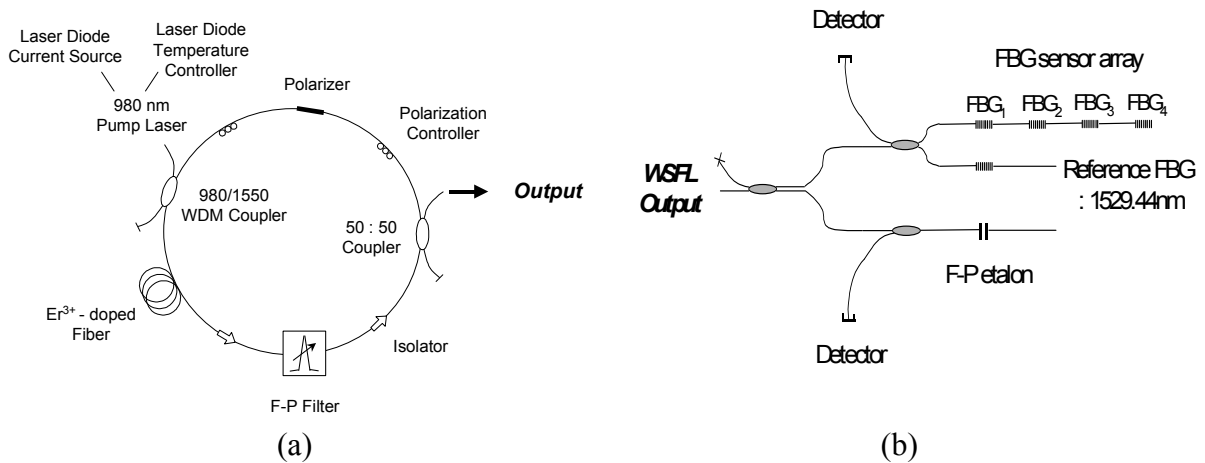 Laser Diode
Current Source
Laser Diode
Temperature
Controller
980 nm
Pump Laser
Polarizer
Polarization
Controller
980/1550
WDM Coupler
Output
50 : 50
Coupler
Er³⁺ - doped
Fiber
Isolator
F-P Filter
(a)
Detector
FBG sensor array
FBG₁ FBG₂ FBG₃ FBG₄
WSFL
Output
Reference FBG
: 1529.44nm
F-P etalon
Detector
(b)